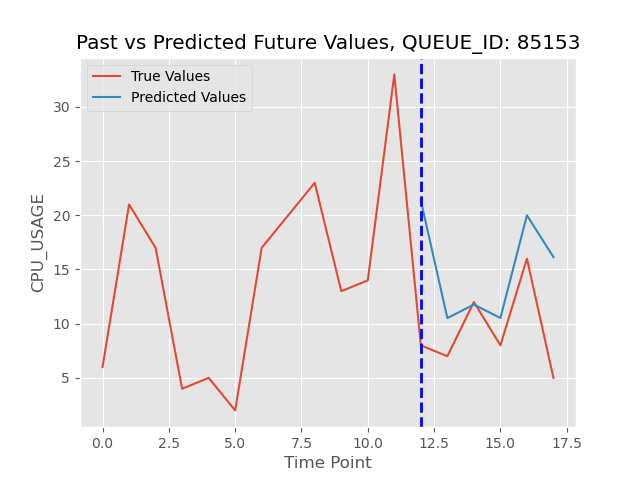 Past vs Predicted Future Values, QUEUE_ID: 85153
True Values
Predicted Values
30
25
20
15
10
5
CPU_USAGE
0.0 2.5 5.0 7.5 10.0 12.5 15.0 17.5
Time Point